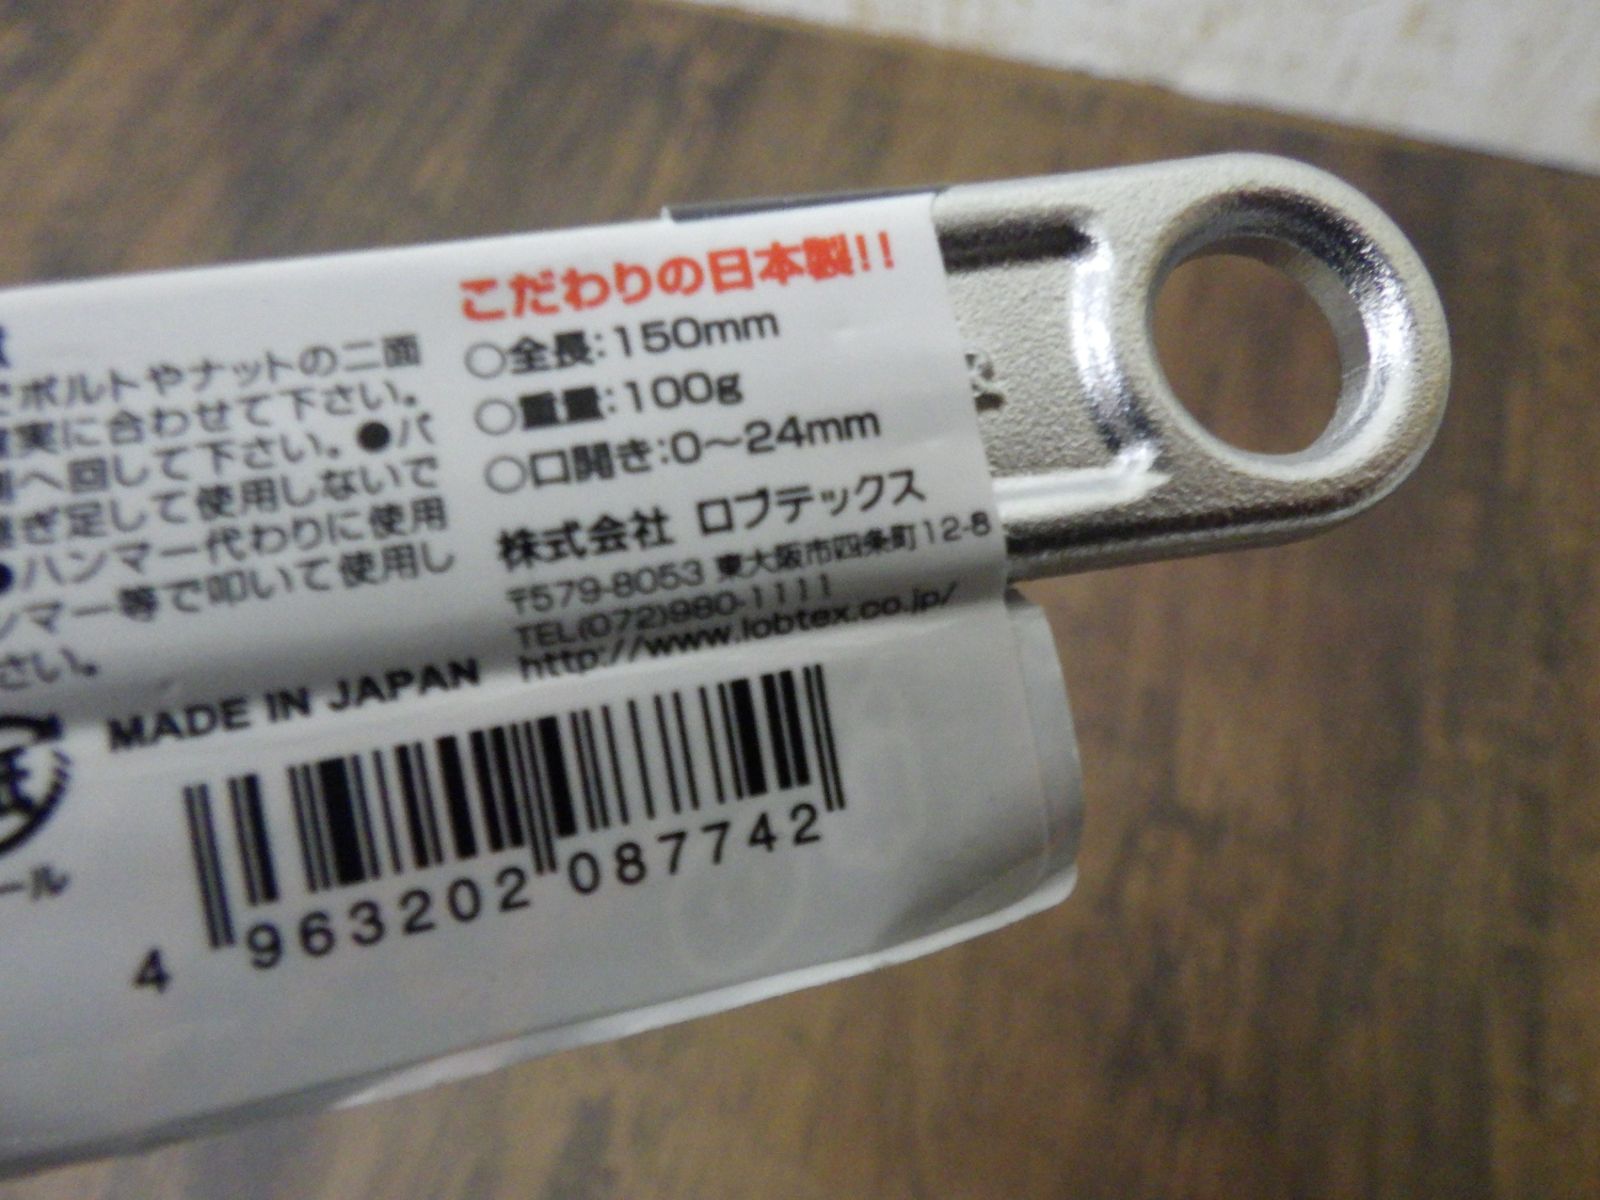 ボルトやナットの二面
実に合わせて下さい。
へ回して下さい。●パ
ぎ足して使用しないで
●ハンマー代わりに使用
ンマー等で叩いて使用し
さい。
こだわりの日本製!!
○全長:150mm
○重量:100g
○口開き:0〜24mm
株式会社 ロブテックス
〒579-8053 東大阪市四条町12-8
TEL(072)980-1111
http://www.lobtex.co.jp/
MADE IN JAPAN
ール
4 963202 087742